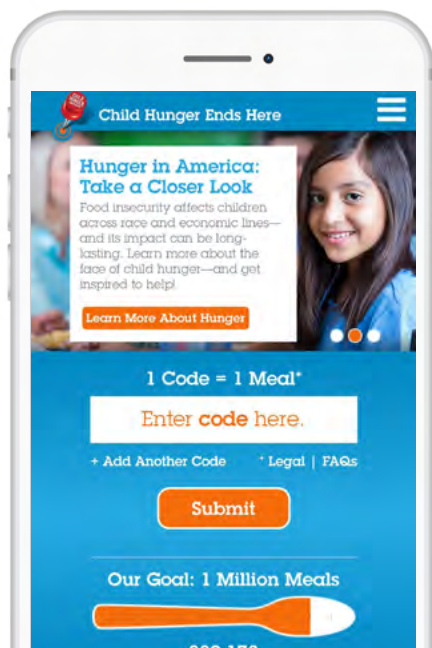 Child Hunger Ends Here
Hunger in America:
Take a Closer Look
Food insecurity affects children
across race and economic lines—
and its impact can be long-
lasting. Learn more about the
face of child hunger—and get
inspired to help!
Learn More About Hunger
1 Code = 1 Meal*
Enter code here.
+ Add Another Code * Legal | FAQs
Submit
Our Goal: 1 Million Meals